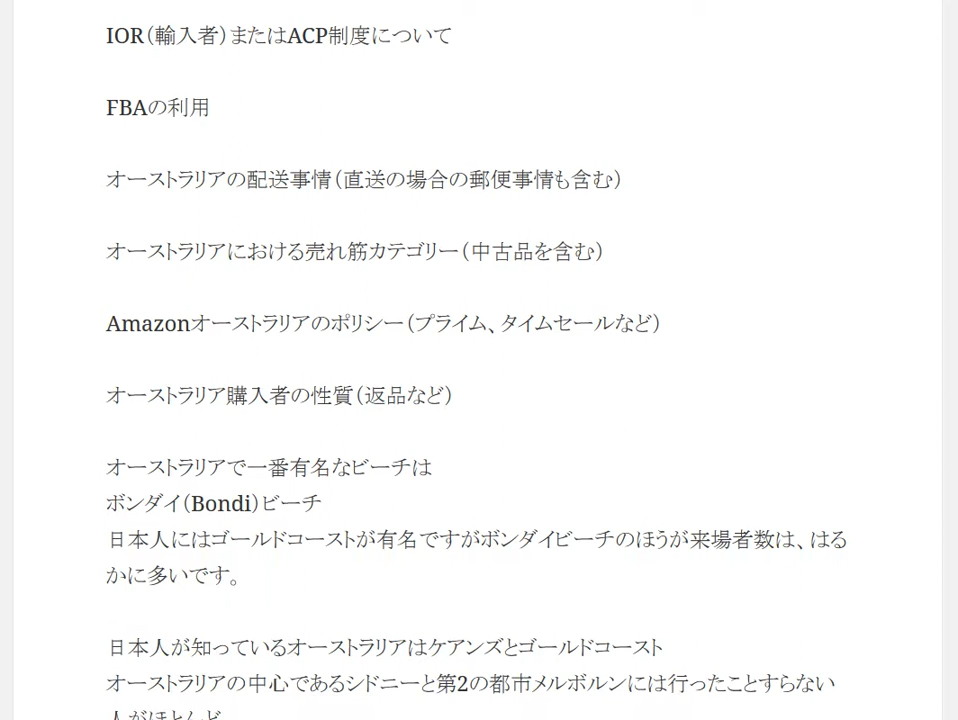 IOR（輸入者）またはACP制度について
FBAの利用
オーストラリアの配送事情（直送の場合の郵便事情も含む）
オーストラリアにおける売れ筋カテゴリー（中古品を含む）
Amazonオーストラリアのポリシー（プライム、タイムセールなど）
オーストラリア購入者の性質（返品など）
オーストラリアで一番有名なビーチは
ボンダイ（Bondi）ビーチ
日本人にはゴールドコーストが有名ですがボンダイビーチのほうが来場者数は、はる
かに多いです。
日本人が知っているオーストラリアはケアンズとゴールドコースト
オーストラリアの中心であるシドニーと第2の都市メルボルンには行ったことすらない
人がほとんど